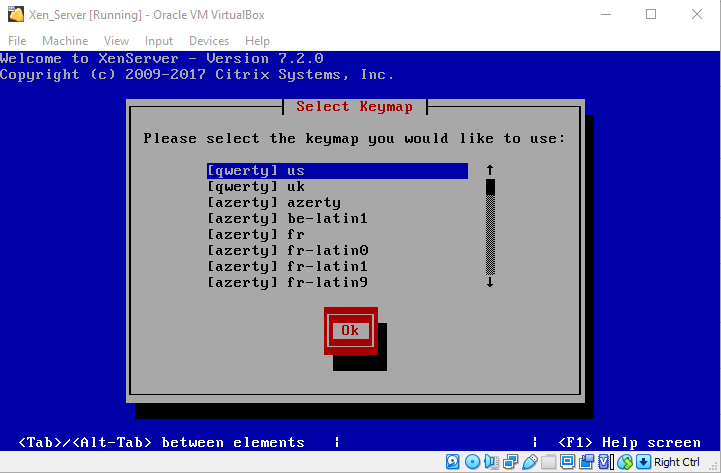 Xen_Server [Running] - Oracle VM VirtualBox
File Machine View Input Devices Help
Welcome to XenServer - Version 7.2.0
Copyright (c) 2009-2017 Citrix Systems, Inc.
Select Keymap
Please select the keymap you would like to use:
[qwerty] us
[qwerty] uk
[azerty] azerty
[azerty] be-latin1
[azerty] fr
[azerty] fr-latin0
[azerty] fr-latin1
[azerty] fr-latin9
Ok
<Tab>/<Alt-Tab> between elements | | <F1> Help screen
Right Ctrl